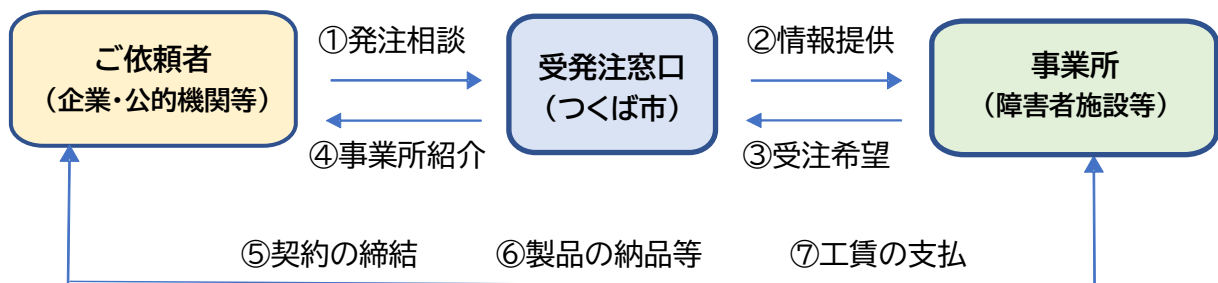 ご依頼者
（企業・公的機関等）
①発注相談
④事業所紹介
受発注窓口
（つくば市）
②情報提供
③受注希望
事業所
（障害者施設等）
⑤契約の締結
⑥製品の納品等
⑦工賃の支払